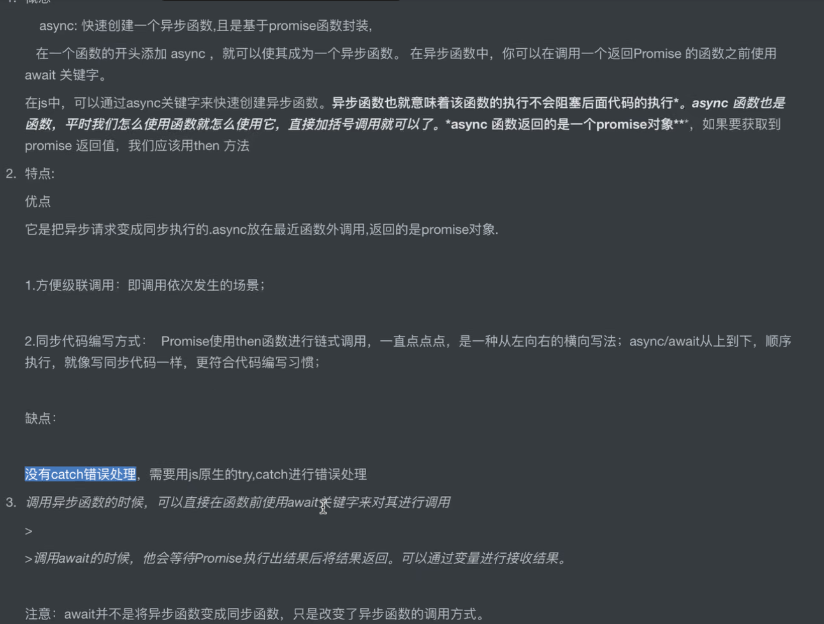 async: 快速创建一个异步函数,且是基于promise函数封装,
在一个函数的开头添加 async ，就可以使其成为一个异步函数。 在异步函数中，你可以在调用一个返回Promise 的函数之前使用
await 关键字。
在js中，可以通过async关键字来快速创建异步函数。异步函数也就意味着该函数的执行不会阻塞后面代码的执行*。async 函数也是
函数，平时我们怎么使用函数就怎么使用它，直接加括号调用就可以了。*async 函数返回的是一个promise对象***，如果要获取到
promise 返回值，我们应该用then 方法
2. 特点:
优点
它是把异步请求变成同步执行的.async放在最近函数外调用,返回的是promise对象.
1.方便级联调用：即调用依次发生的场景；
2.同步代码编写方式： Promise使用then函数进行链式调用，一直点点点，是一种从左向右的横向写法；async/await从上到下，顺序
执行，就像写同步代码一样，更符合代码编写习惯；
缺点：
没有catch错误处理，需要用js原生的try,catch进行错误处理
3. 调用异步函数的时候，可以直接在函数前使用await关键字来对其进行调用
>
>调用await的时候，他会等待Promise执行出结果后将结果返回。可以通过变量进行接收结果。
注意：await并不是将异步函数变成同步函数，只是改变了异步函数的调用方式。